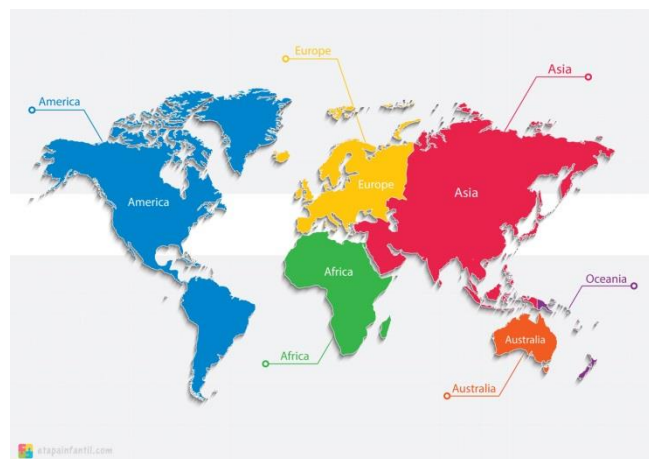 Europe
Asia
America
America
Europe
Asia
Africa
Oceania
Australia
Africa
Australia
etapainfantil.com